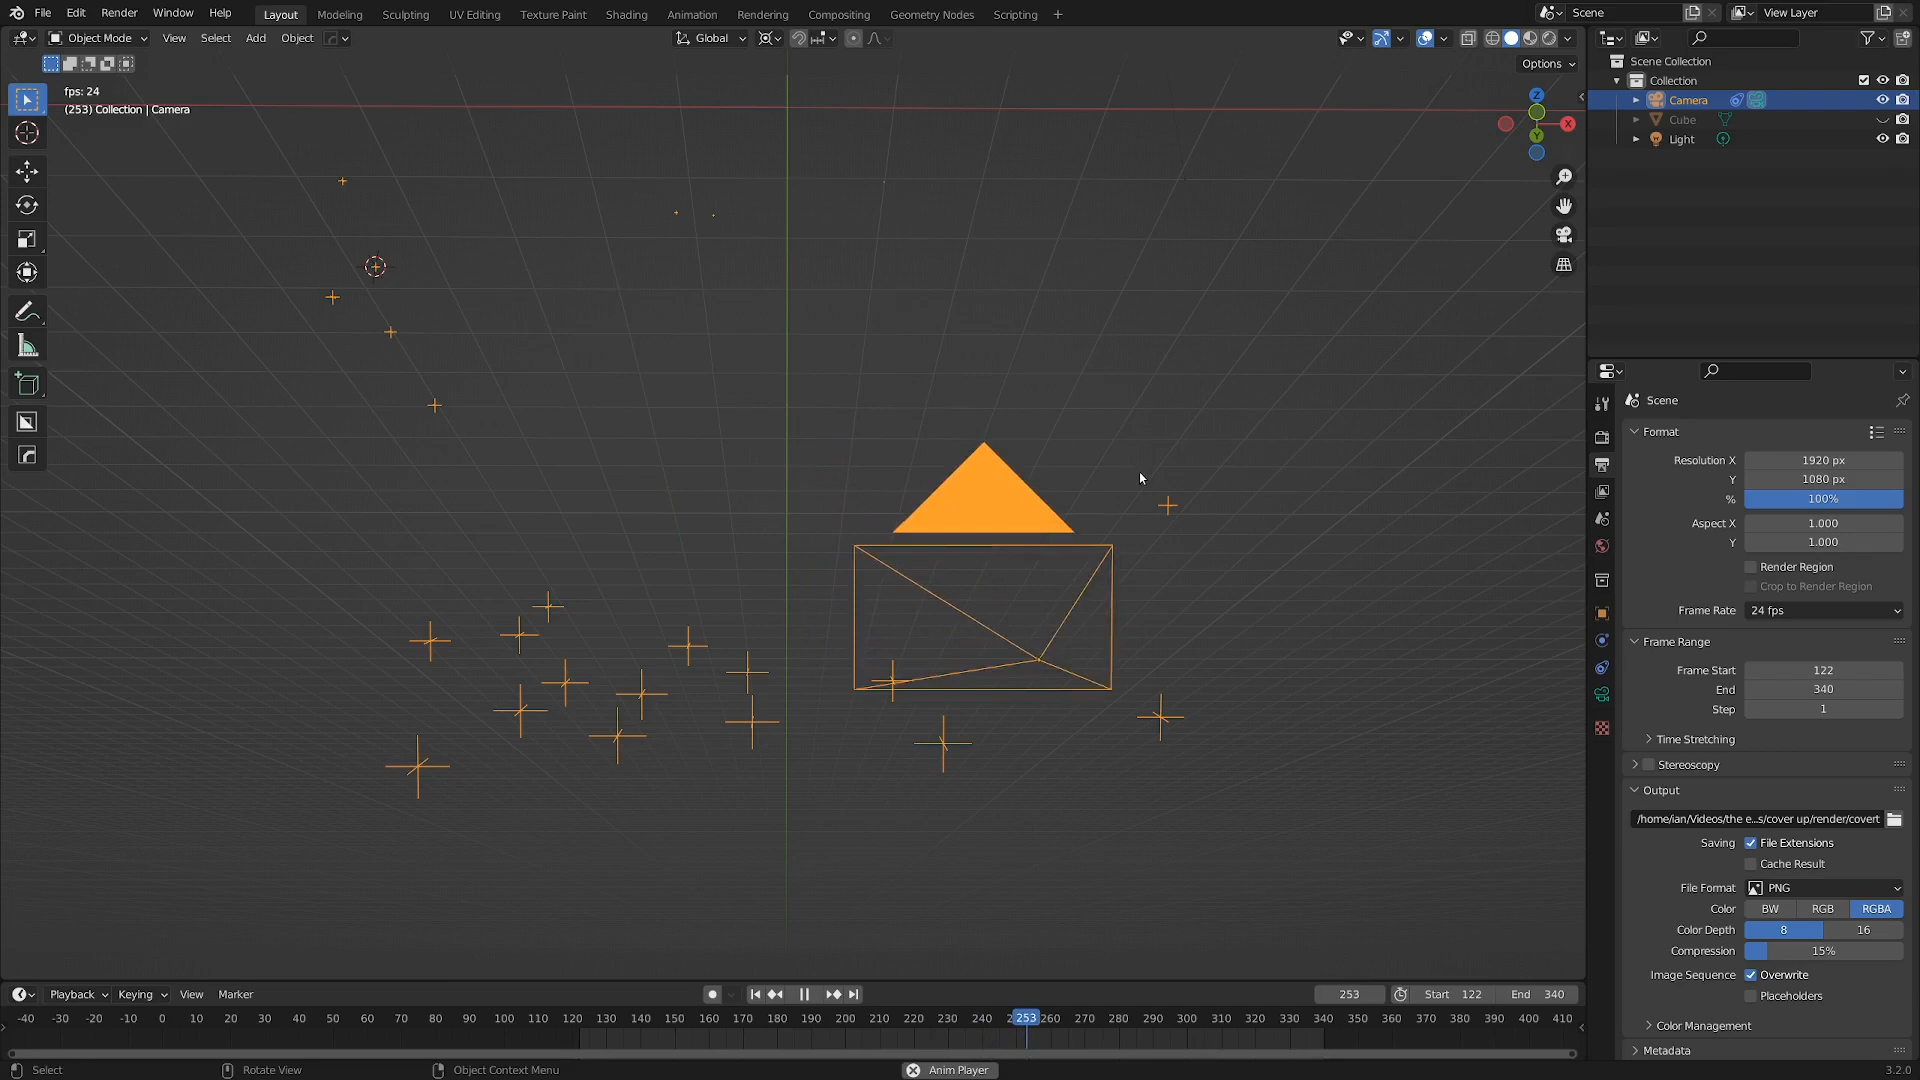 File Edit Render Window Help Layout Modeling Sculpting UV Editing Texture Paint Shading Animation Rendering Compositing Geometry Nodes Scripting + Scene View Layer
Object Mode View Select Add Object Global
Options
fps: 24
(253) Collection | Camera
Z
X
Y
Scene Collection
Collection
Camera
Cube
Light
Scene
Format
Resolution X 1920 px
Y 1080 px
% 100%
Aspect X 1.000
Y 1.000
Render Region
Crop to Render Region
Frame Rate 24 fps
Frame Range
Frame Start 122
End 340
Step 1
Time Stretching
Stereoscopy
Output
/home/ian/Videos/the e...s/cover up/render/covert
Saving File Extensions
Cache Result
File Format PNG
Color BW RGB RGBA
Color Depth 8 16
Compression 15%
Image Sequence Overwrite
Placeholders
Color Management
Metadata
Playback Keying View Marker 253 Start 122 End 340
-40 -30 -20 -10 0 10 20 30 40 50 60 70 80 90 100 110 120 130 140 150 160 170 180 190 200 210 220 230 240 253 260 270 280 290 300 310 320 330 340 350 360 370 380 390 400 410
Select Rotate View Object Context Menu Anim Player 3.2.0